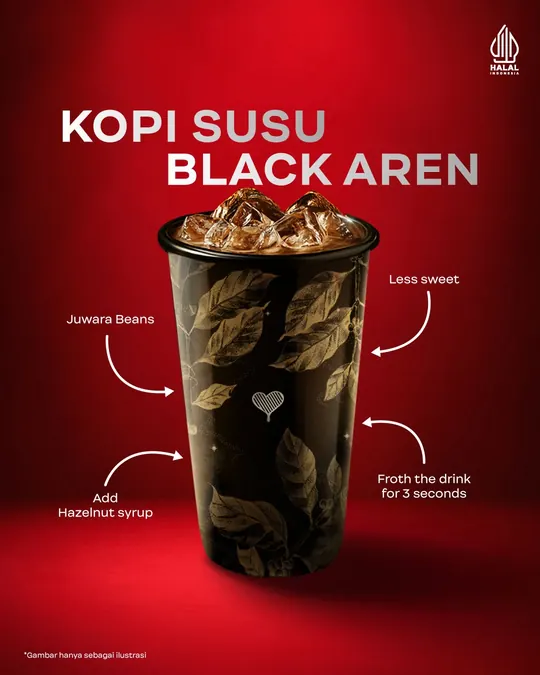 HALAL
INDONESIA
KOPI SUSU
BLACK AREN
Less sweet
Juwara Beans
Froth the drink
for 3 seconds
Add
Hazelnut syrup
*Gambar hanya sebagai ilustrasi